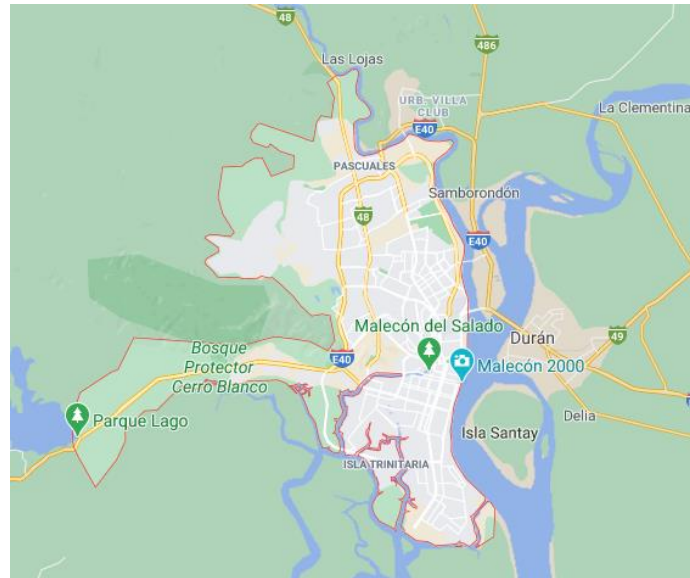 48
486
Las Lojas
La Clementina
URB. VILLA
CLUB
E40
PASCUALES
Samborondón
48
E40
Malecón del Salado
Durán
49
Bosque
Protector
Cerro Blanco
E40
Malecón 2000
Parque Lago
Delia
Isla Santay
ISLA TRINITARIA